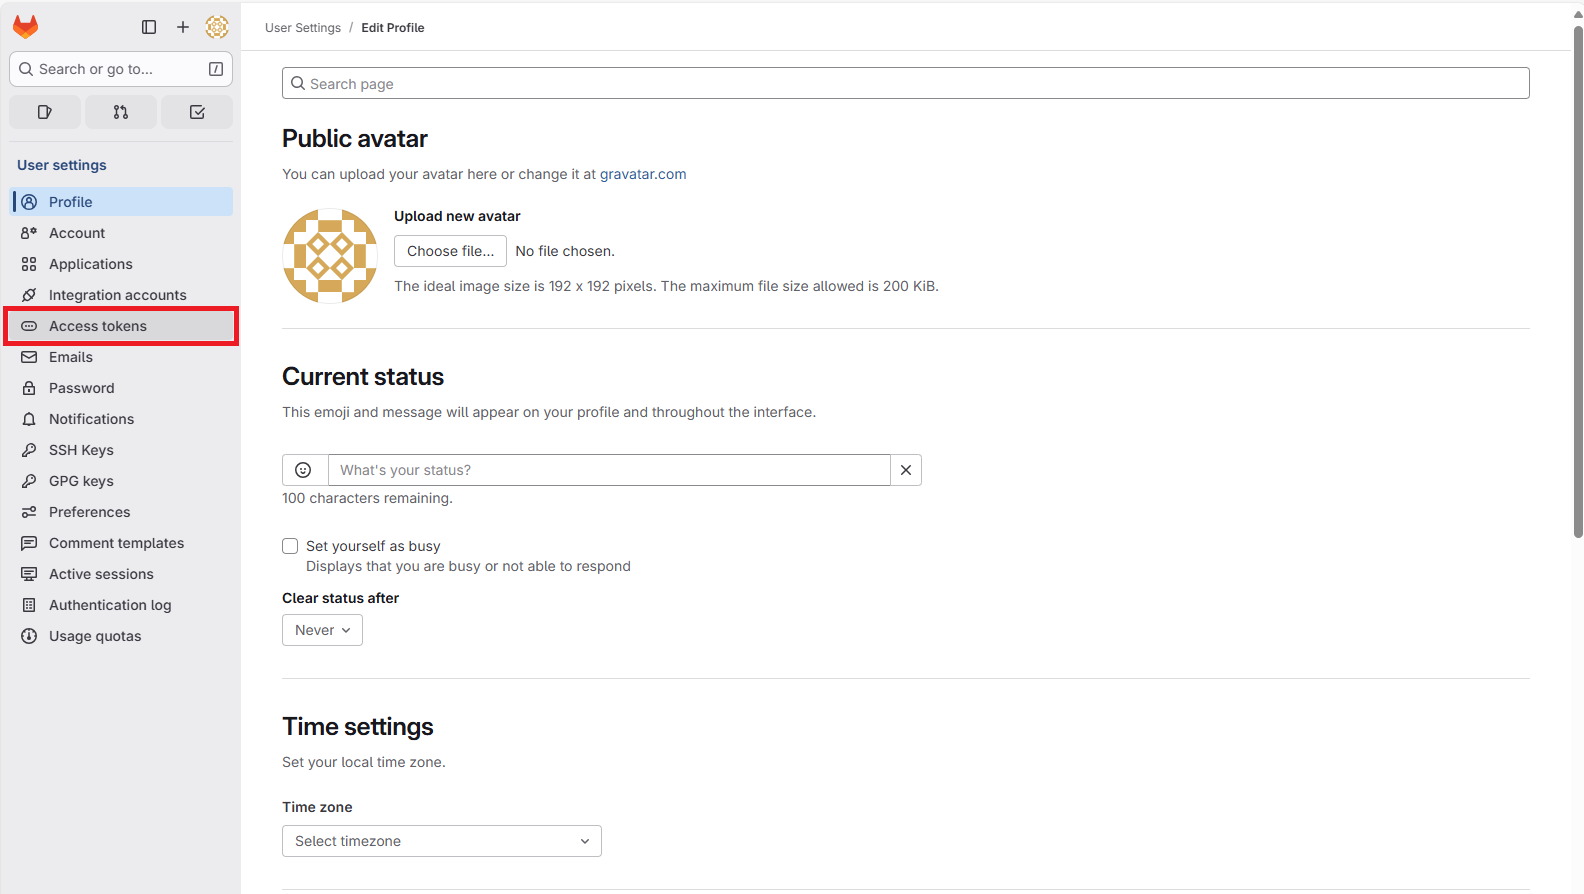 User Settings / Edit Profile
Search or go to...
/
User settings
Profile
Account
Applications
Integration accounts
Access tokens
Emails
Password
Notifications
SSH Keys
GPG keys
Preferences
Comment templates
Active sessions
Authentication log
Usage quotas
Search page
Public avatar
You can upload your avatar here or change it at gravatar.com
Upload new avatar
Choose file... No file chosen.
The ideal image size is 192 x 192 pixels. The maximum file size allowed is 200 KiB.
Current status
This emoji and message will appear on your profile and throughout the interface.
What's your status?
100 characters remaining.
Set yourself as busy
Displays that you are busy or not able to respond
Clear status after
Never
Time settings
Set your local time zone.
Time zone
Select timezone